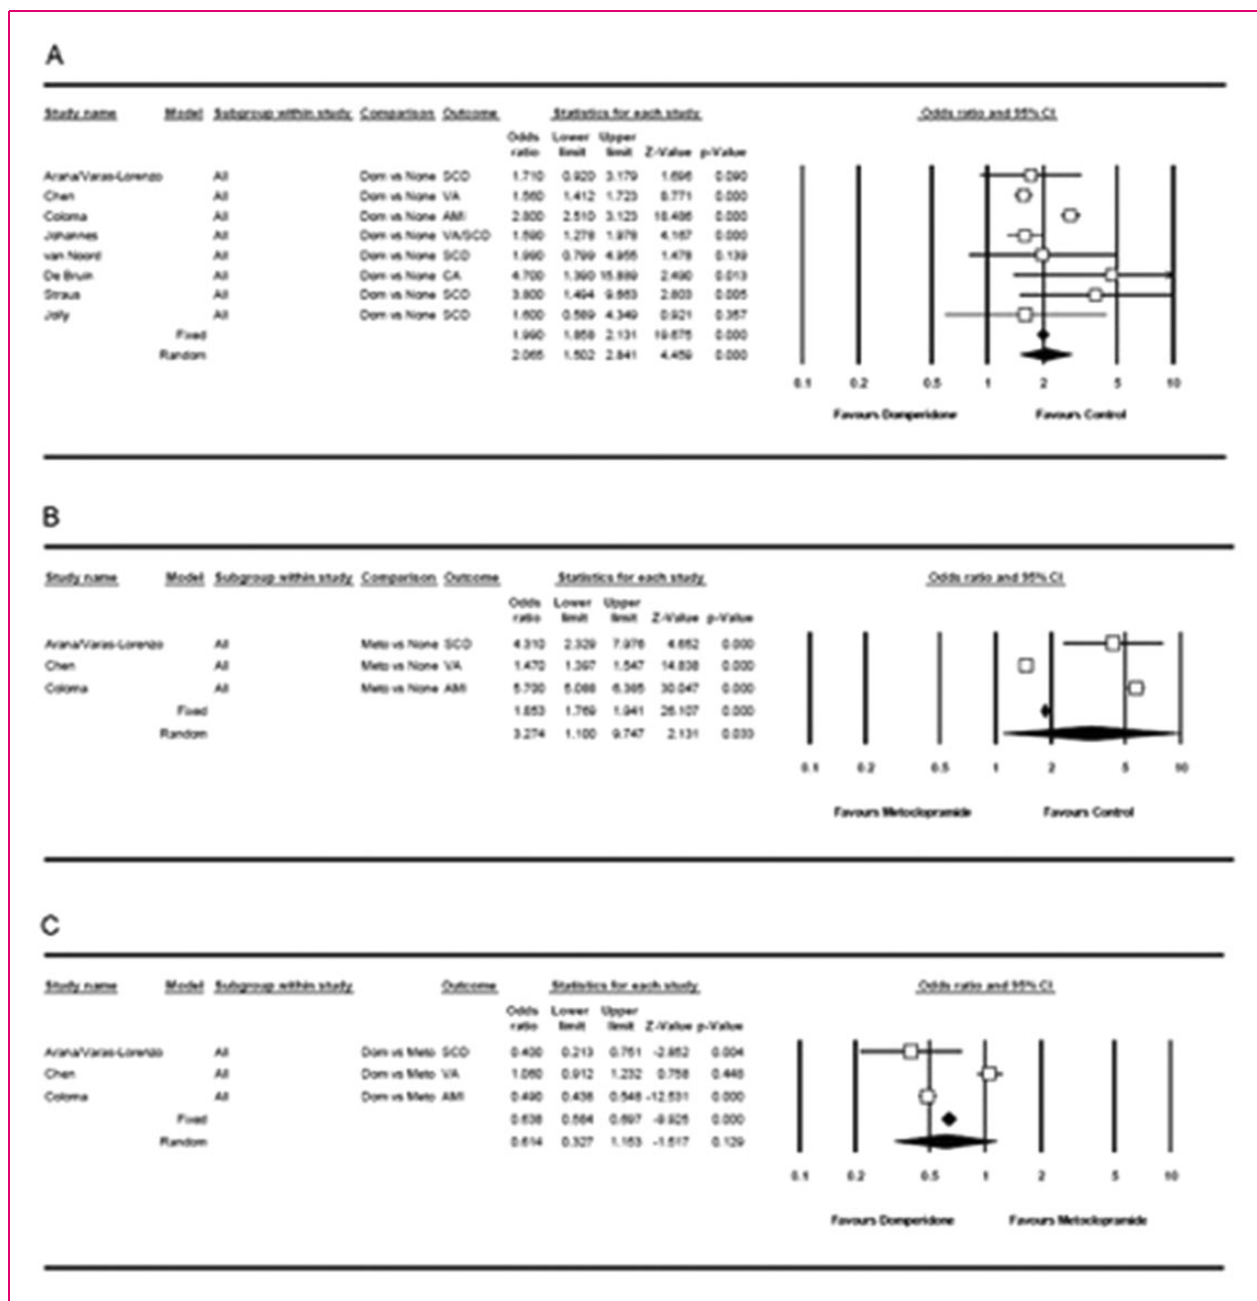 A
Study name Model Subgroup within study Comparison Outcome Statistics for each study Odds ratio and 95% CI
Odds Lower Upper
ratio limit limit Z-Value p-Value
Arana/Varas-Lorenzo All Dom vs None SCD 1.710 0.920 3.179 1.696 0.090
Chen All Dom vs None VA 1.560 1.412 1.723 8.771 0.000
Coloma All Dom vs None AMI 2.800 2.510 3.123 18.486 0.000
Johannes All Dom vs None VA/SCD 1.590 1.278 1.978 4.167 0.000
van Noord All Dom vs None SCD 1.990 0.799 4.955 1.478 0.139
De Bruin All Dom vs None CA 4.700 1.390 15.889 2.490 0.013
Straus All Dom vs None SCD 3.800 1.494 9.663 2.803 0.005
Jolly All Dom vs None SCD 1.600 0.589 4.349 0.921 0.357
Fixed 1.990 1.858 2.131 19.675 0.000
Random 2.065 1.502 2.841 4.459 0.000
0.1 0.2 0.5 1 2 5 10
Favours Domperidone Favours Control
B
Study name Model Subgroup within study Comparison Outcome Statistics for each study Odds ratio and 95% CI
Odds Lower Upper
ratio limit limit Z-Value p-Value
Arana/Varas-Lorenzo All Meto vs None SCD 4.310 2.329 7.976 4.652 0.000
Chen All Meto vs None VA 1.470 1.397 1.547 14.838 0.000
Coloma All Meto vs None AMI 5.700 5.088 6.385 30.047 0.000
Fixed 1.853 1.769 1.941 26.107 0.000
Random 3.274 1.100 9.747 2.131 0.033
0.1 0.2 0.5 1 2 5 10
Favours Metoclopramide Favours Control
C
Study name Model Subgroup within study Outcome Statistics for each study Odds ratio and 95% CI
Odds Lower Upper
ratio limit limit Z-Value p-Value
Arana/Varas-Lorenzo All Dom vs Meto SCD 0.400 0.213 0.751 -2.852 0.004
Chen All Dom vs Meto VA 1.060 0.912 1.232 0.758 0.448
Coloma All Dom vs Meto AMI 0.490 0.438 0.548 -12.531 0.000
Fixed 0.638 0.584 0.697 -9.925 0.000
Random 0.614 0.327 1.153 -1.517 0.129
0.1 0.2 0.5 1 2 5 10
Favours Domperidone Favours Metoclopramide